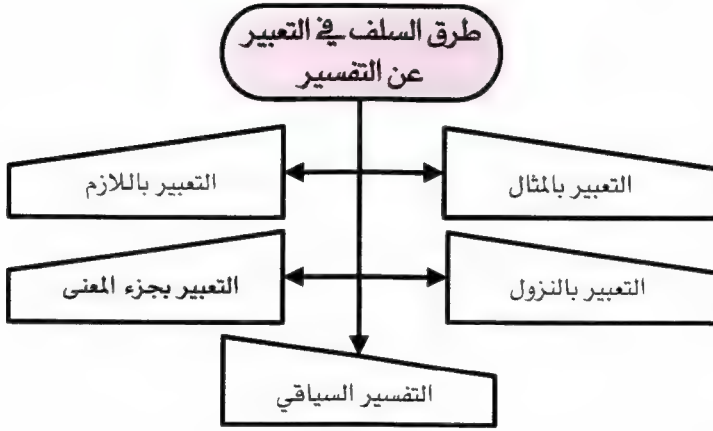 طرق السلف في التعبير
عن التفسير
التعبير بالمثال
التعبير باللازم
التعبير بالنزول
التعبير بجزء المعنى
التفسير السياقي